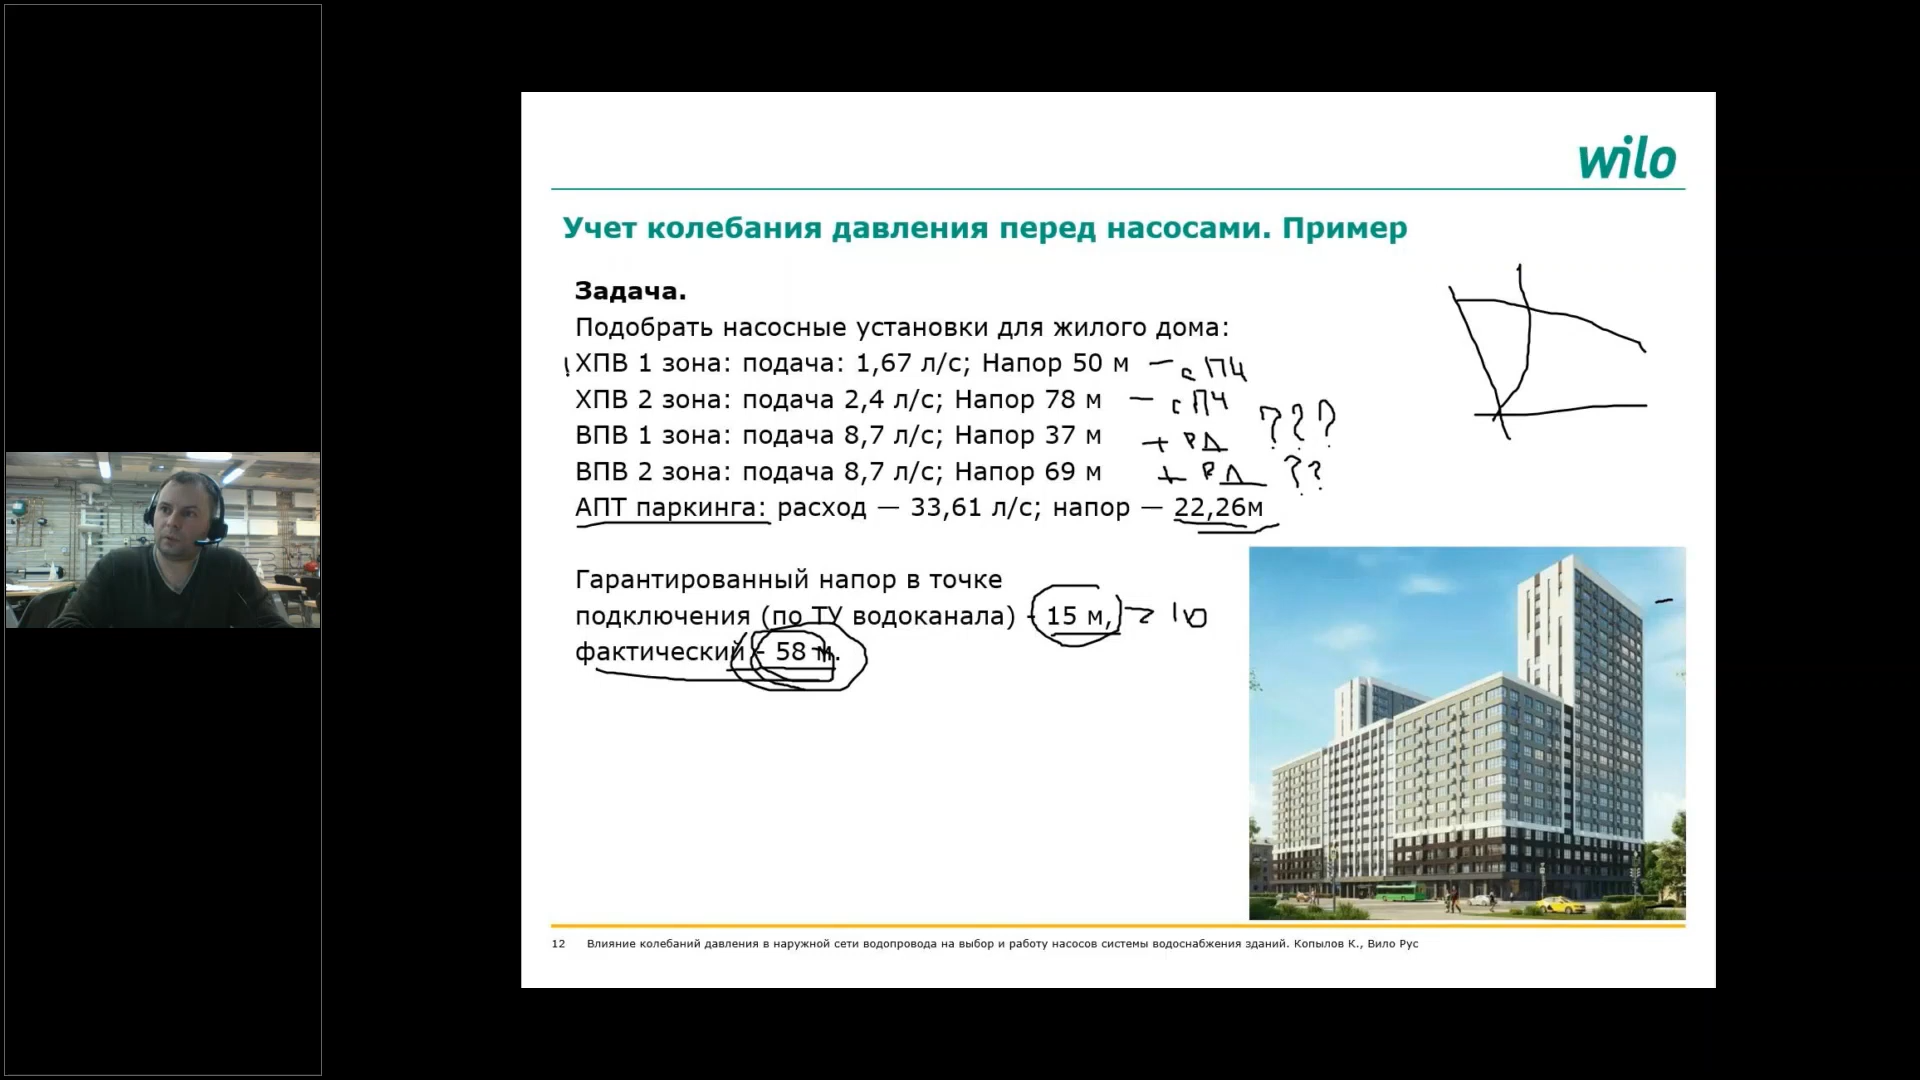 wilo
Учет колебания давления перед насосами. Пример
Задача.
Подобрать насосные установки для жилого дома:
ХПВ 1 зона: подача: 1,67 л/с; Напор 50 м — с ПЧ
ХПВ 2 зона: подача 2,4 л/с; Напор 78 м — с ПЧ
ВПВ 1 зона: подача 8,7 л/с; Напор 37 м + РД ???
ВПВ 2 зона: подача 8,7 л/с; Напор 69 м + РД ??
АПТ паркинга: расход — 33,61 л/с; напор — 22,26м
Гарантированный напор в точке
подключения (по ТУ водоканала) - 15 м, 10
фактический - 58 м.
12 Влияние колебаний давления в наружной сети водопровода на выбор и работу насосов системы водоснабжения зданий. Копылов К., Вило Рус